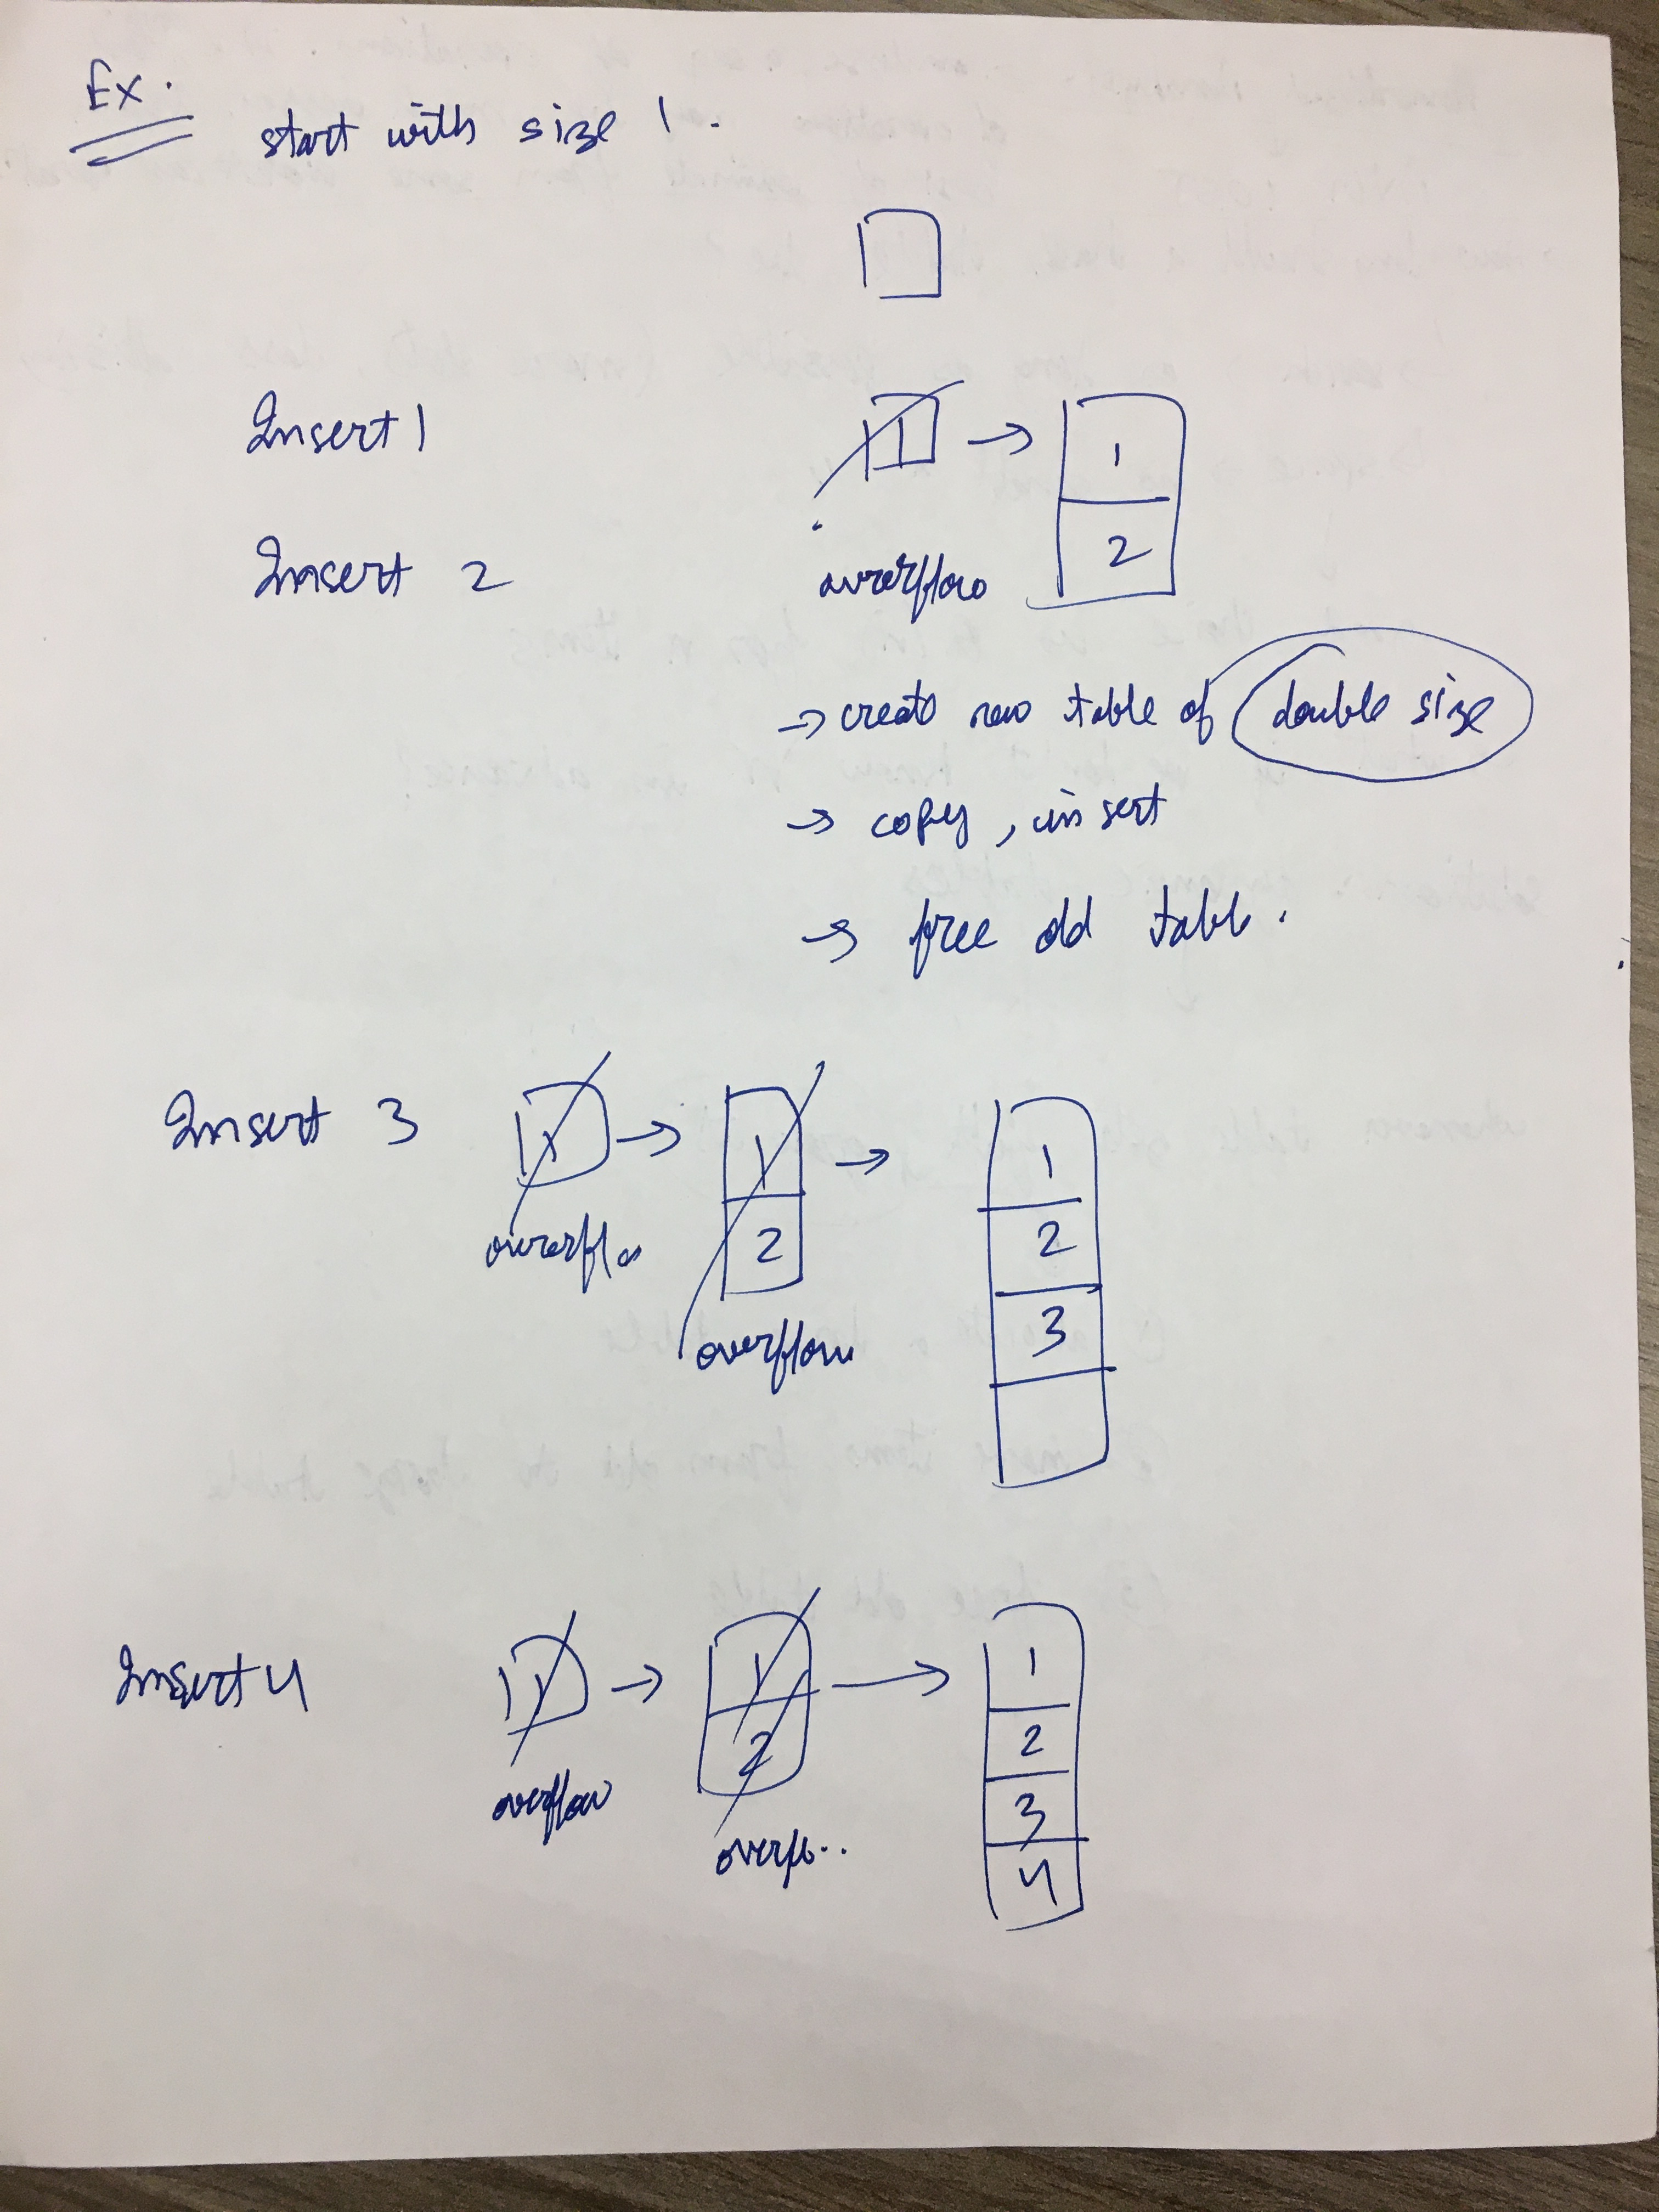 Ex.
start with size 1.
Insert 1
1 → 1
2
Insert 2
overflow
→ create new table of double size
→ copy, insert
→ free old table.
Insert 3
1 → 1 → 1
2 2
3
overflo
overflow
Insert 4
1 → 1 → 1
2 2
3
4
overflow
overflo..